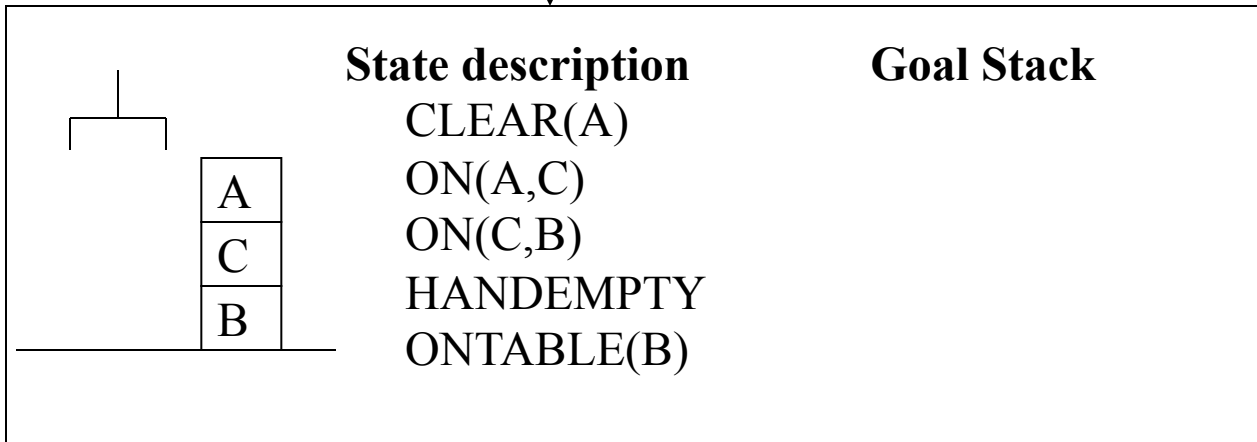 State description Goal Stack
CLEAR(A)
ON(A,C)
A
ON(C,B)
C
HANDEMPTY
B
ONTABLE(B)